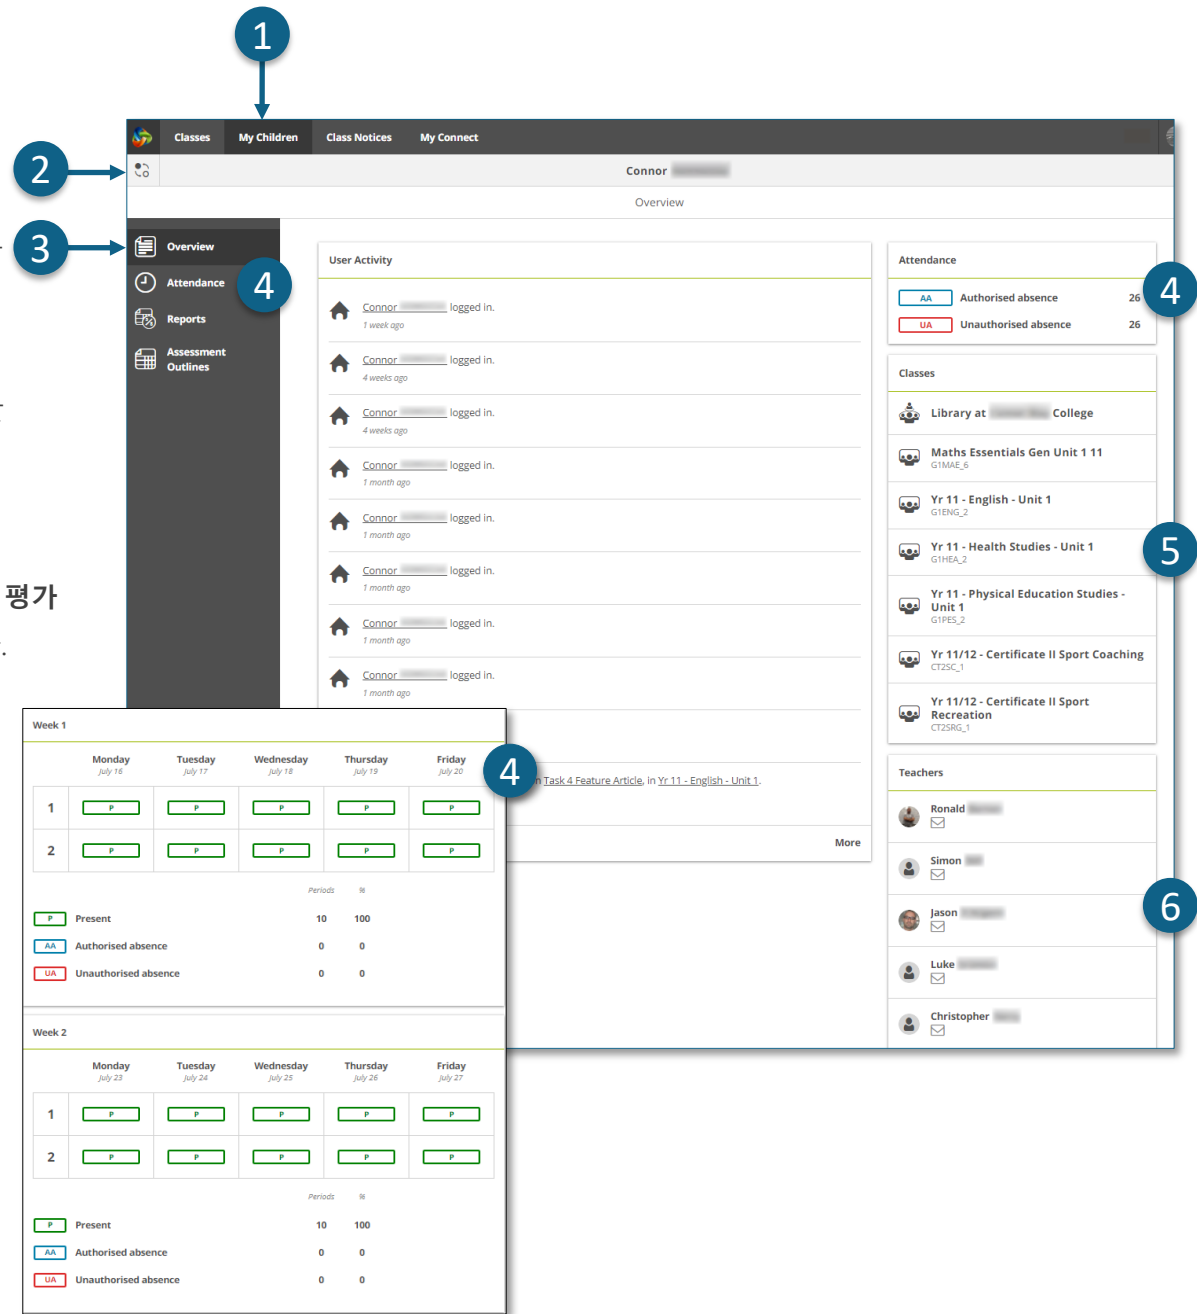 1
Classes My Children Class Notices My Connect
2
Connor
Overview
3
Overview
Attendance
4
Reports
Assessment
Outlines
평가
.
User Activity
Connor logged in.
1 week ago
Connor logged in.
4 weeks ago
Connor logged in.
4 weeks ago
Connor logged in.
1 month ago
Connor logged in.
1 month ago
Connor logged in.
1 month ago
Connor logged in.
1 month ago
Connor logged in.
1 month ago
n Task 4 Feature Article, in Yr 11 - English - Unit 1.
More
Attendance
4
AA Authorised absence 26
UA Unauthorised absence 26
Classes
Library at College
Maths Essentials Gen Unit 1 11
G1MAE_6
Yr 11 - English - Unit 1
G1ENG_2
Yr 11 - Health Studies - Unit 1
G1HEA_2
5
Yr 11 - Physical Education Studies -
Unit 1
G1PES_2
Yr 11/12 - Certificate II Sport Coaching
CT2SC_1
Yr 11/12 - Certificate II Sport
Recreation
CT2SRG_1
Teachers
Ronald
Simon
Jason
6
Luke
Christopher
Week 1
4
Monday Tuesday Wednesday Thursday Friday
July 16 July 17 July 18 July 19 July 20
1 P P P P P
2 P P P P P
Periods %
P Present 10 100
AA Authorised absence 0 0
UA Unauthorised absence 0 0
Week 2
Monday Tuesday Wednesday Thursday Friday
July 23 July 24 July 25 July 26 July 27
1 P P P P P
2 P P P P P
Periods %
P Present 10 100
AA Authorised absence 0 0
UA Unauthorised absence 0 0